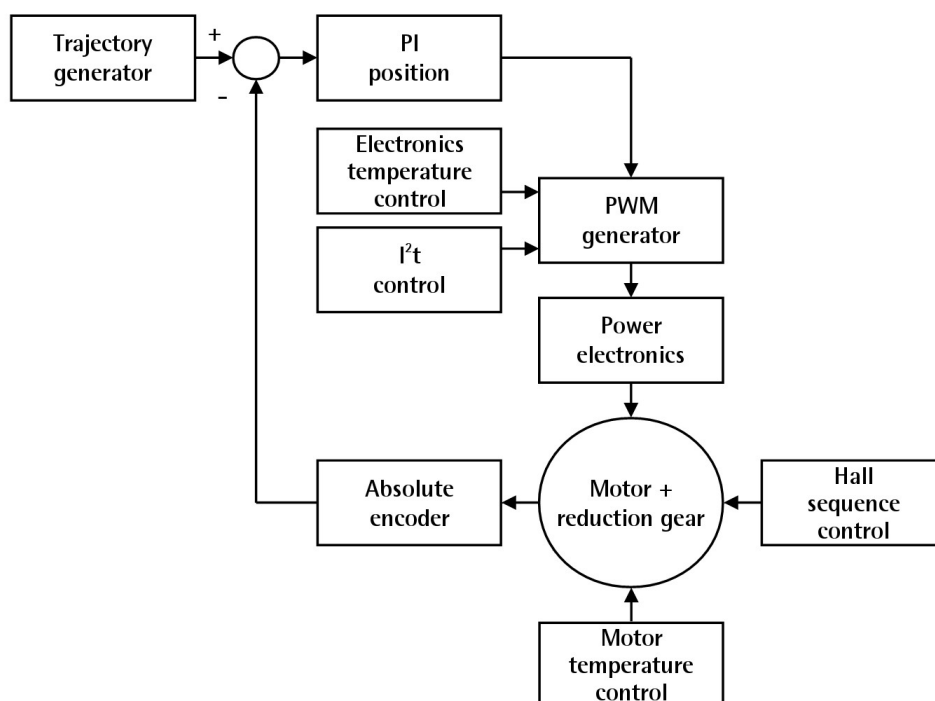 Trajectory
generator
+
-
PI
position
Electronics
temperature
control
I²t
control
PWM
generator
Power
electronics
Absolute
encoder
Motor +
reduction gear
Hall
sequence
control
Motor
temperature
control